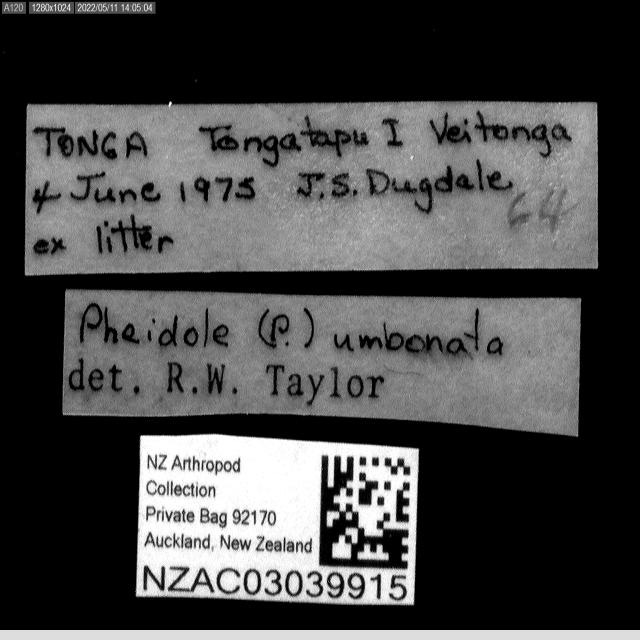 A120 1280x1024 2022/05/11 14:05:04
TONGA Tongatapu I Veitonga
4 June 1975 J.S. Dugdale
64
ex litter
Pheidole (P.) umbonata
det. R.W. Taylor
NZ Arthropod
Collection
Private Bag 92170
Auckland, New Zealand
NZAC03039915